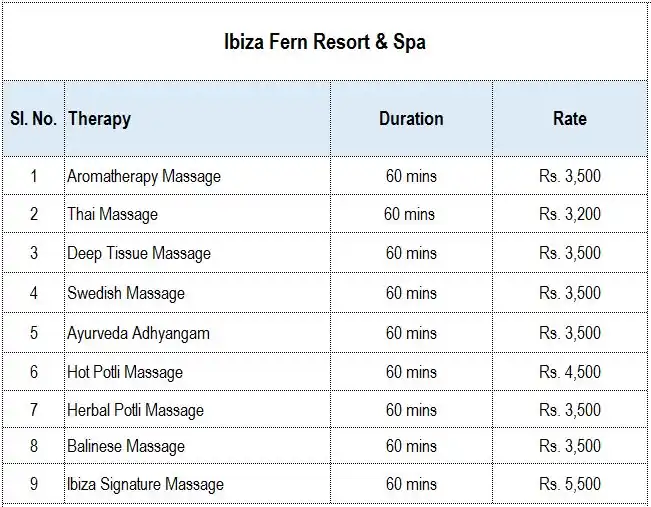 Ibiza Fern Resort & Spa
Sl. No. Therapy Duration Rate
1 Aromatherapy Massage 60 mins Rs. 3,500
2 Thai Massage 60 mins Rs. 3,200
3 Deep Tissue Massage 60 mins Rs. 3,500
4 Swedish Massage 60 mins Rs. 3,500
5 Ayurveda Adhyangam 60 mins Rs. 3,500
6 Hot Potli Massage 60 mins Rs. 4,500
7 Herbal Potli Massage 60 mins Rs. 3,500
8 Balinese Massage 60 mins Rs. 3,500
9 Ibiza Signature Massage 60 mins Rs. 5,500